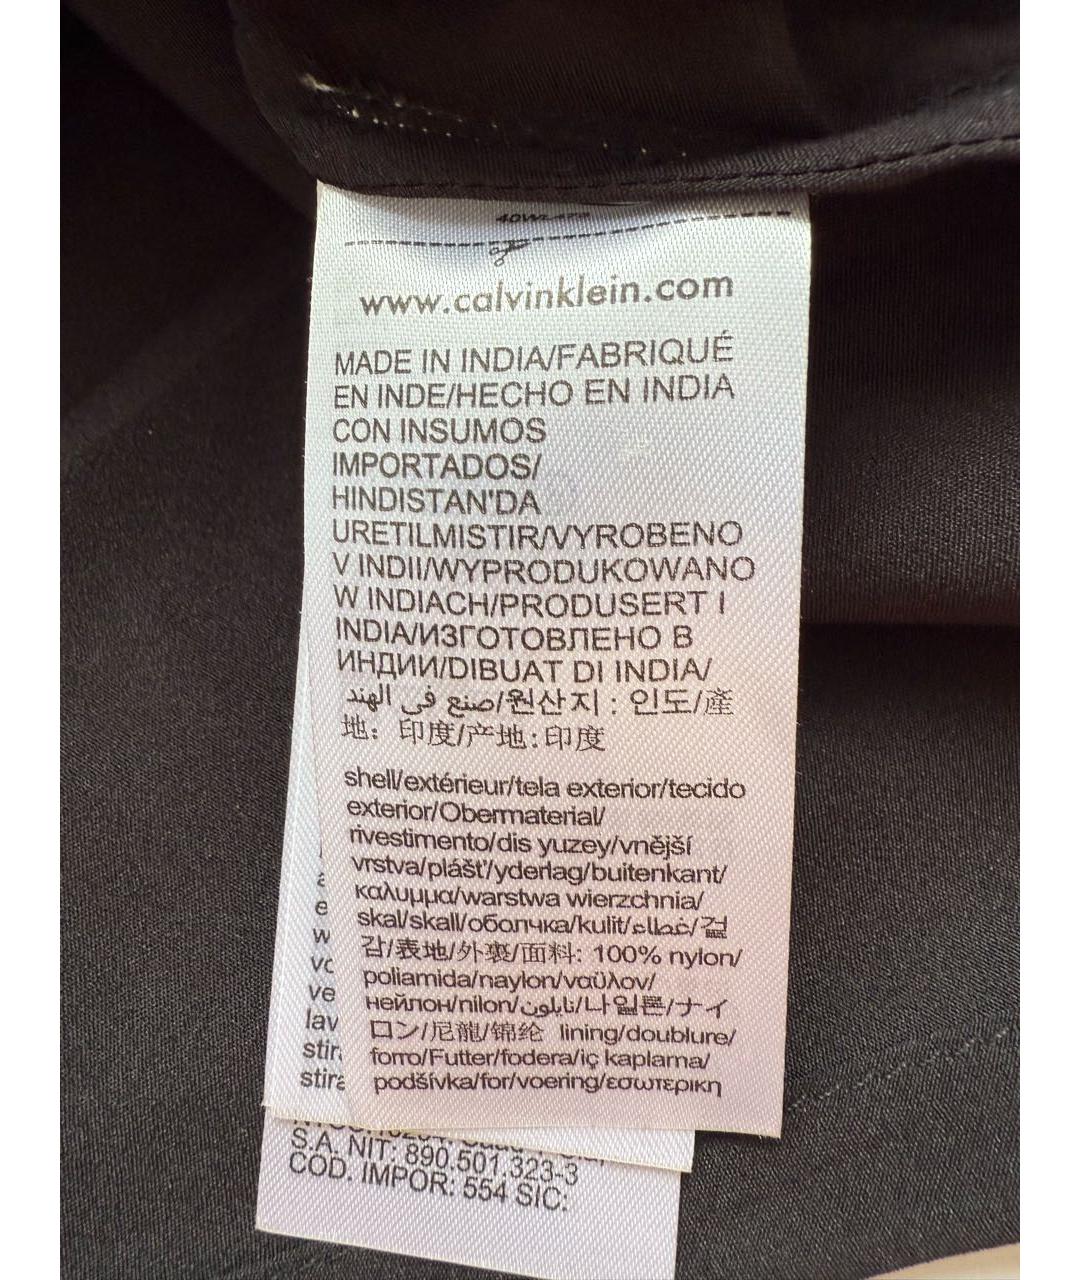 www.calvinklein.com
MADE IN INDIA/FABRIQUÉ
EN INDE/HECHO EN INDIA
CON INSUMOS
IMPORTADOS/
HINDISTAN'DA
URETILMISTIR/VYROBENO
V INDII/WYPRODUKOWANO
W INDIACH/PRODUSERT I
INDIA/ИЗГОТОВЛЕНО В
ИНДИИ/DIBUAT DI INDIA/
صنع في الهند/원산지 : 인도/產
地: 印度/产地:印度
shell/extérieur/tela exterior/tecido
exterior/Obermaterial/
rivestimento/dis yuzey/vnější
vrstva/plášt'/yderlag/buitenkant/
καλυμμα/warstwa wierzchnia/
skal/skall/оболчка/kulit/غطاء/겉
감/表地/外裏/面料: 100% nylon/
poliamida/naylon/ναϋλον/
нейлон/nilon/نايلون/나일론/ナイ
ロン/尼龍/锦纶 lining/doublure/
forro/Futter/fodera/iç kaplama/
podšívka/for/voering/εσωτερικη
lav
S.A. NIT: 890.501.323-3
COD. IMPOR: 554 SIC: